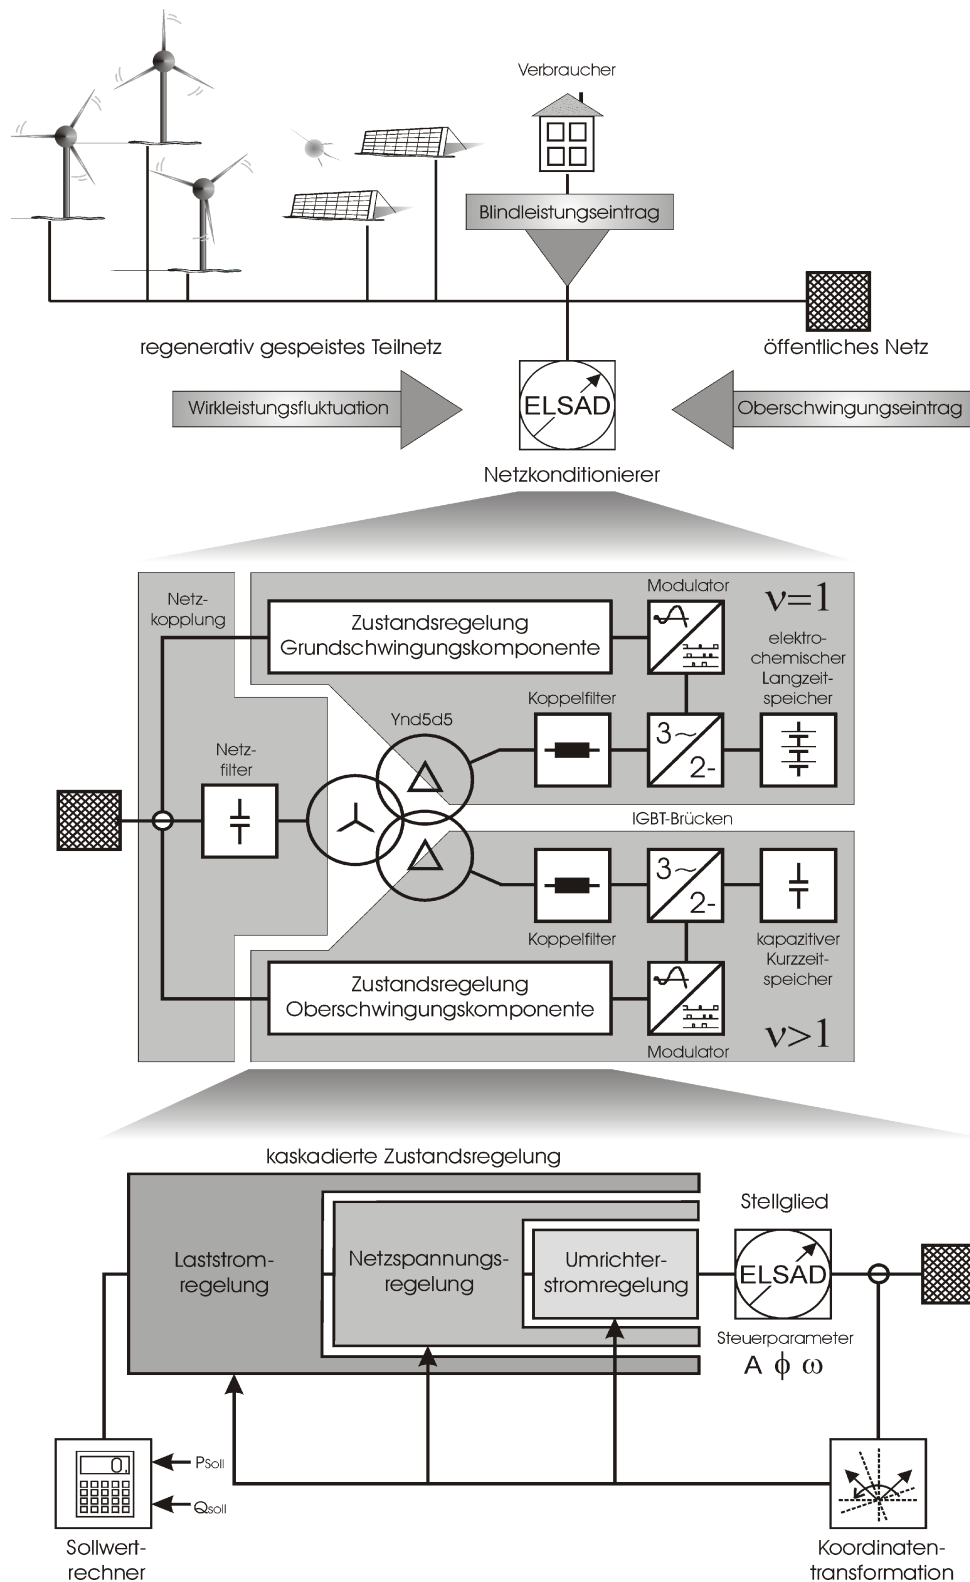 Verbraucher
Blindleistungseintrag
regenerativ gespeistes Teilnetz
öffentliches Netz
Wirkleistungsfluktuation
ELSAD
Oberschwingungseintrag
Netzkonditionierer
Netz-
kopplung
Zustandsregelung
Grundschwingungskomponente
Modulator
ν=1
elektro-
chemischer
Langzeit-
speicher
Koppelfilter
Ynd5d5
3~
2-
Netz-
filter
IGBT-Brücken
3~
2-
Koppelfilter
kapazitiver
Kurzzeit-
speicher
Zustandsregelung
Oberschwingungskomponente
Modulator
ν>1
kaskadierte Zustandsregelung
Laststrom-
regelung
Netzspannungs-
regelung
Umrichter-
stromregelung
Stellglied
ELSAD
Steuerparameter
A ϕ ω
0.
PSoll
Qsoll
Sollwert-
rechner
Koordinaten-
transformation